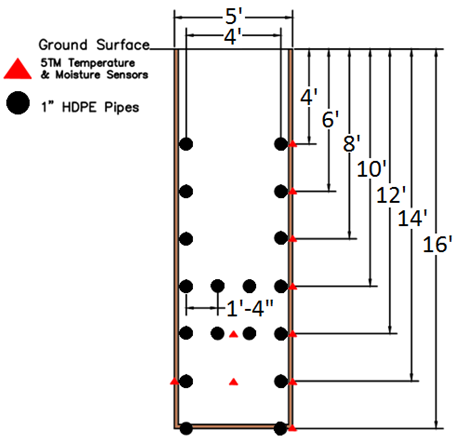 5'
4'
Ground Surface
5TM Temperature
& Moisture Sensors
1" HDPE Pipes
4'
6'
8'
10'
12'
14'
16'
1'-4"